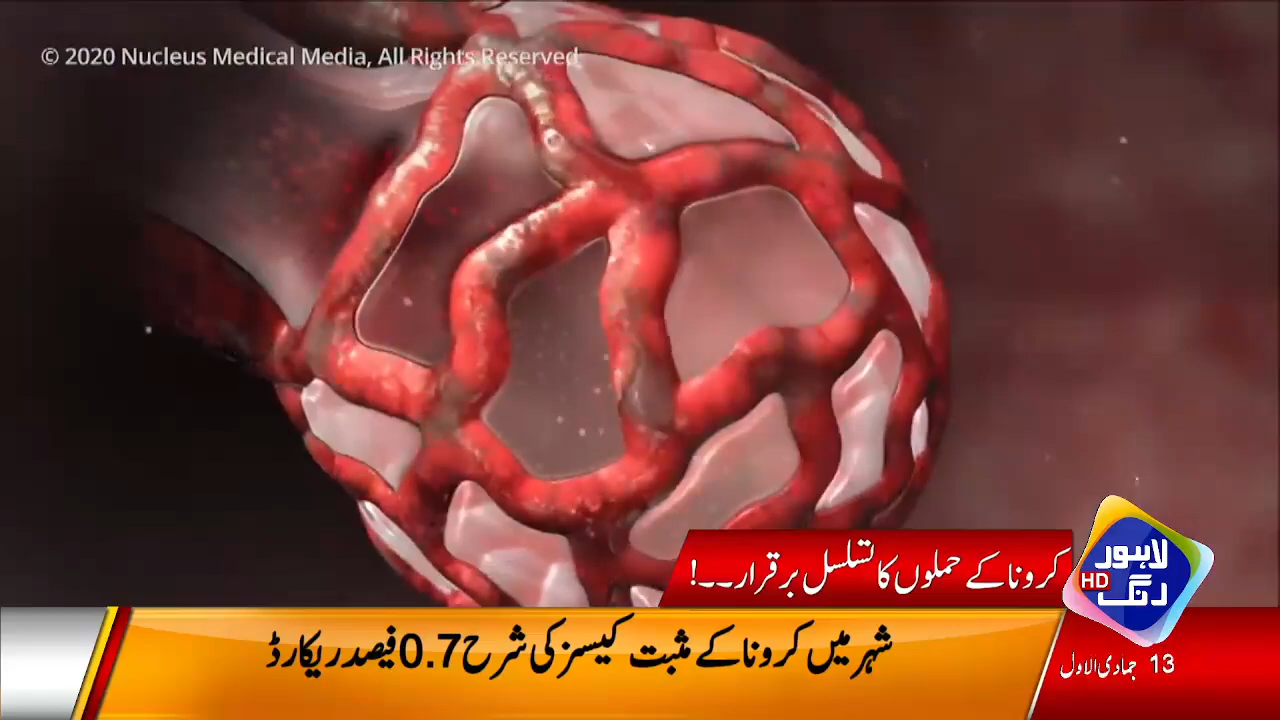 © 2020 Nucleus Medical Media, All Rights Reserved
کرونا کے حملوں کا تسلسل برقرار۔۔۔!
لاہور
HD
رنگ
شہر میں کرونا کے مثبت کیسز کی شرح 0.7 فیصد ریکارڈ
13 جمادی الاول